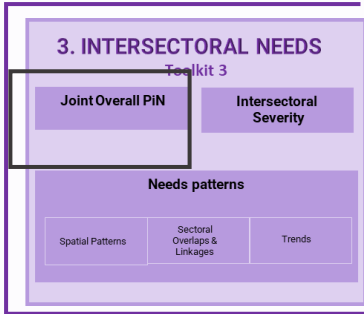 3. INTERSECTORAL NEEDS
Toolkit 3
Joint Overall PiN
Intersectoral
Severity
Needs patterns
Spatial Patterns
Sectoral
Overlaps &
Linkages
Trends